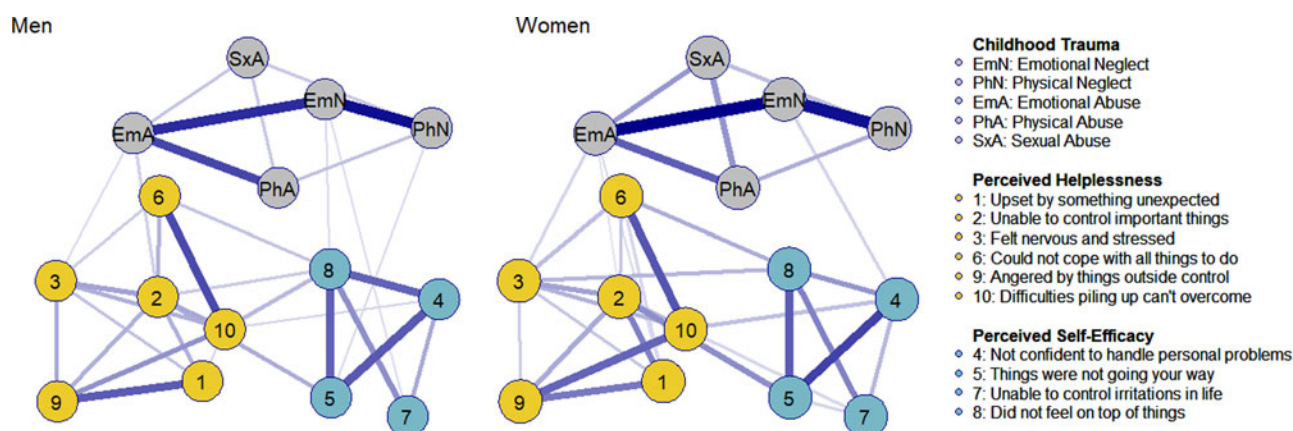 Men
SxA
EmN
EmA
PhN
PhA
6
3
2
8
4
10
1
9
5
7
Women
SxA
EmN
EmA
PhN
PhA
6
3
2
8
4
10
1
9
5
7
Childhood Trauma
EmN: Emotional Neglect
PhN: Physical Neglect
EmA: Emotional Abuse
PhA: Physical Abuse
SxA: Sexual Abuse
Perceived Helplessness
1: Upset by something unexpected
2: Unable to control important things
3: Felt nervous and stressed
6: Could not cope with all things to do
9: Angered by things outside control
10: Difficulties piling up can't overcome
Perceived Self-Efficacy
4: Not confident to handle personal problems
5: Things were not going your way
7: Unable to control irritations in life
8: Did not feel on top of things